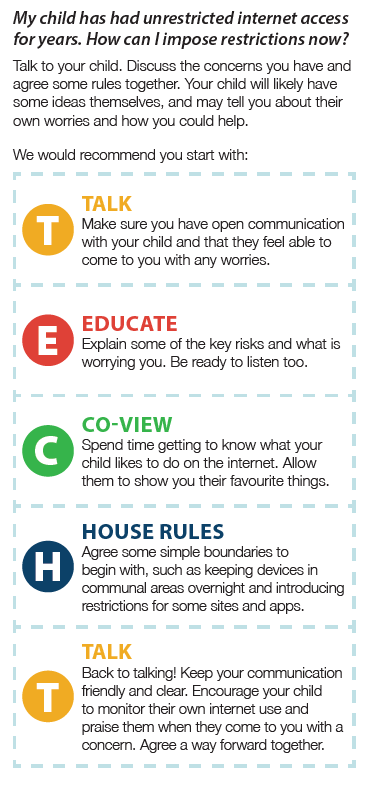 My child has had unrestricted internet access
for years. How can I impose restrictions now?
Talk to your child. Discuss the concerns you have and
agree some rules together. Your child will likely have
some ideas themselves, and may tell you about their
own worries and how you could help.
We would recommend you start with:
T
TALK
Make sure you have open communication
with your child and that they feel able to
come to you with any worries.
E
EDUCATE
Explain some of the key risks and what is
worrying you. Be ready to listen too.
C
CO-VIEW
Spend time getting to know what your
child likes to do on the internet. Allow
them to show you their favourite things.
H
HOUSE RULES
Agree some simple boundaries to
begin with, such as keeping devices in
communal areas overnight and introducing
restrictions for some sites and apps.
T
TALK
Back to talking! Keep your communication
friendly and clear. Encourage your child
to monitor their own internet use and
praise them when they come to you with a
concern. Agree a way forward together.